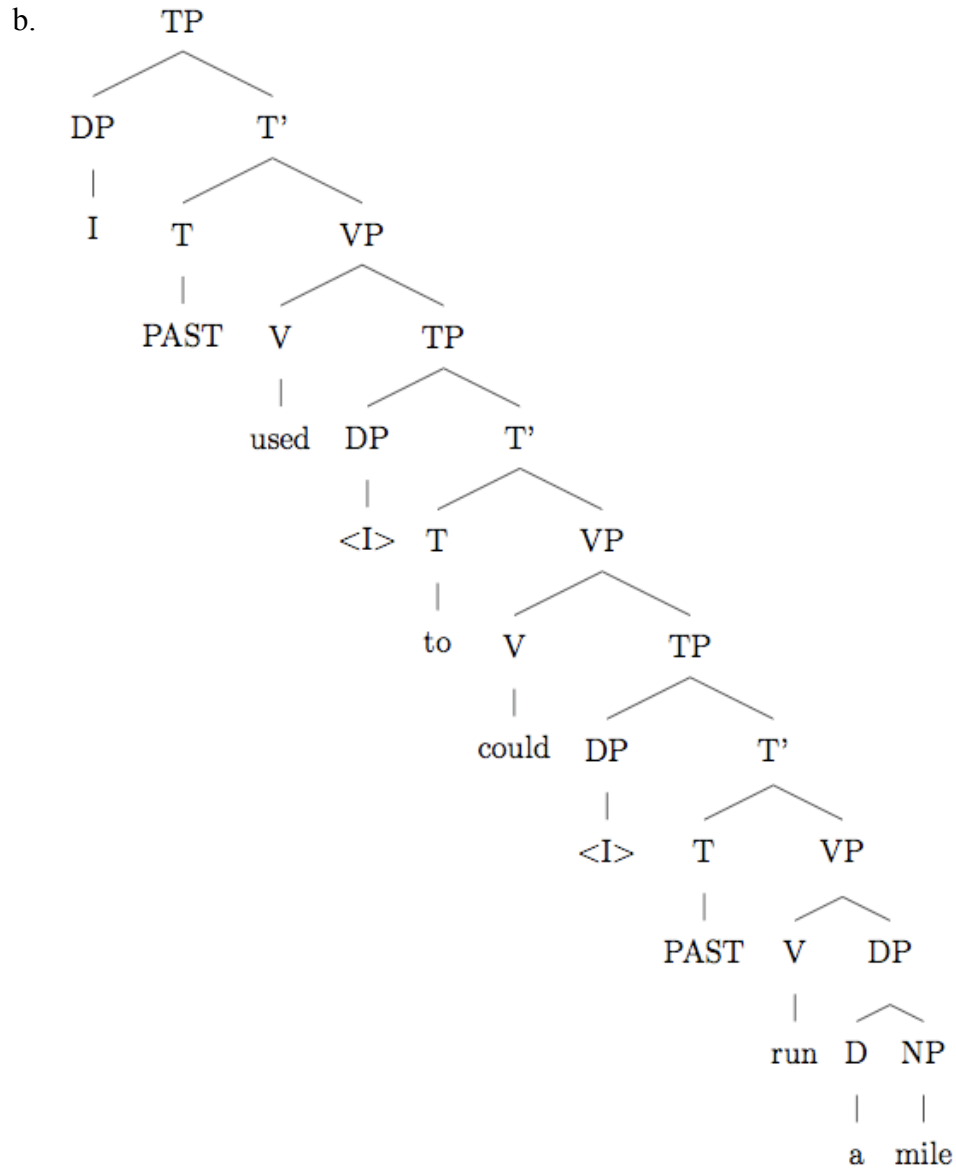 b. TP
DP T'
I T VP
PAST V TP
used DP T'
<I> T VP
to V TP
could DP T'
<I> T VP
PAST V DP
run D NP
a mile